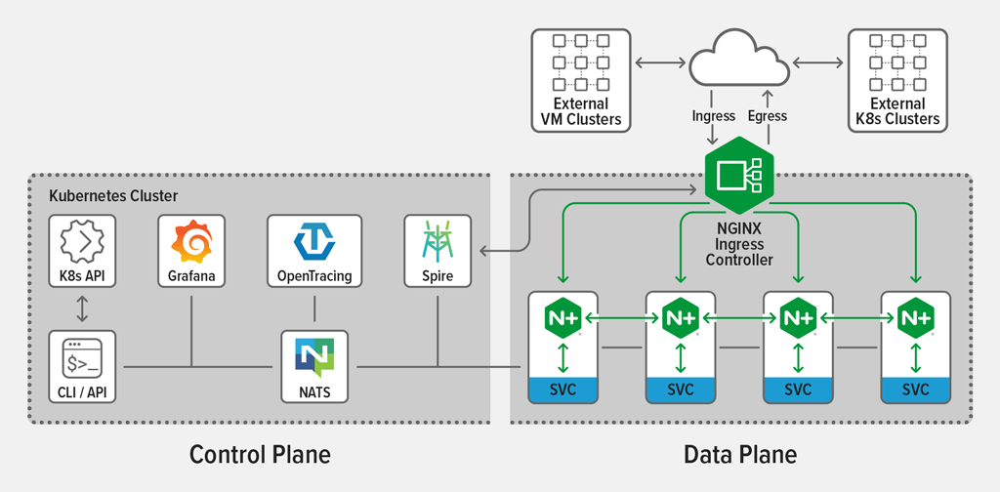 External
VM Clusters
External
K8s Clusters
Ingress
Egress
Kubernetes Cluster
K8s API
Grafana
OpenTracing
Spire
NGINX
Ingress
Controller
$>_
CLI / API
N
NATS
N+
N+
N+
N+
SVC
SVC
SVC
SVC
Control Plane
Data Plane